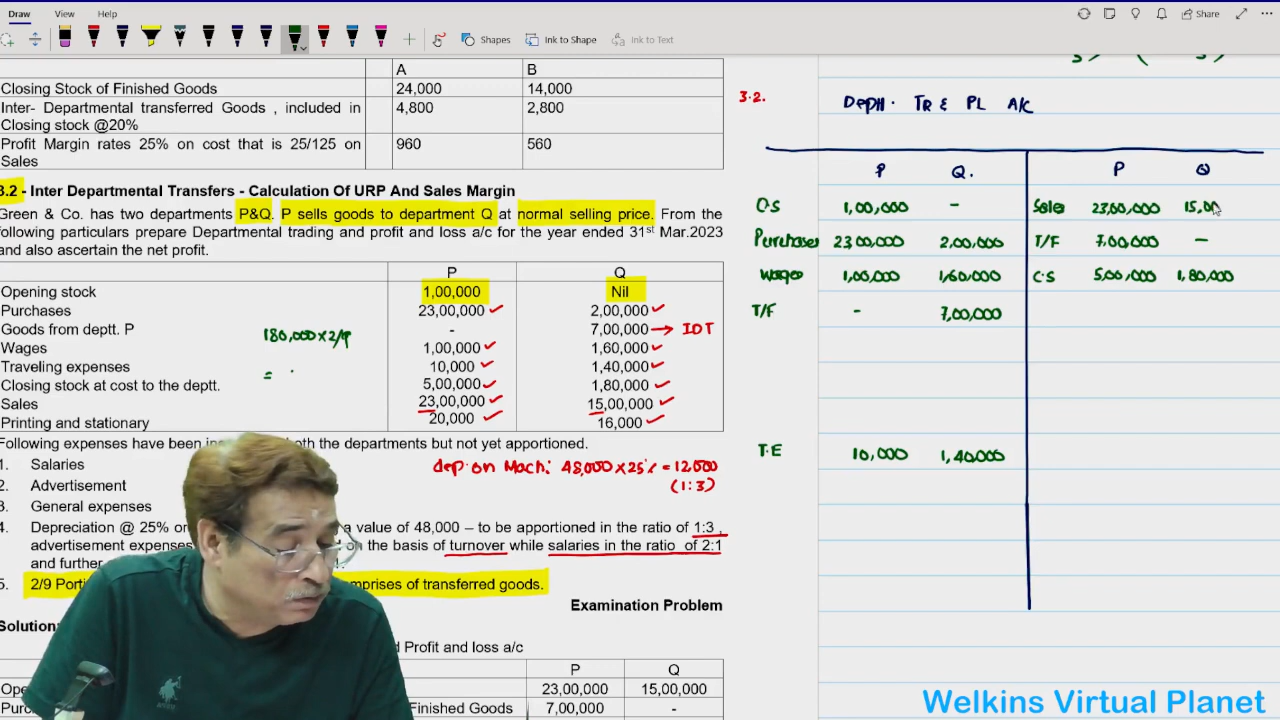 Draw View Help
Share
Shapes Ink to Shape Ink to Text
A B
Closing Stock of Finished Goods 24,000 14,000
Inter- Departmental transferred Goods , included in 4,800 2,800
Closing stock @20%
Profit Margin rates 25% on cost that is 25/125 on 960 560
Sales
3.2 - Inter Departmental Transfers - Calculation Of URP And Sales Margin
Green & Co. has two departments P&Q. P sells goods to department Q at normal selling price. From the
following particulars prepare Departmental trading and profit and loss a/c for the year ended 31st Mar.2023
and also ascertain the net profit.
P Q
Opening stock 1,00,000 Nil
Purchases 23,00,000 2,00,000
Goods from deptt. P - 7,00,000 → IDT
Wages 1,00,000 1,60,000
Traveling expenses 10,000 1,40,000
Closing stock at cost to the deptt. 5,00,000 1,80,000
Sales 23,00,000 15,00,000
Printing and stationary 20,000 16,000
180,000×2/9
=
Following expenses have been both the departments but not yet apportioned.
1. Salaries
2. Advertisement
3. General expenses
dep. on Mach: 48,000×25% = 12,000
(1:3)
4. Depreciation @ 25% on a value of 48,000 – to be apportioned in the ratio of 1:3 ,
advertisement expenses on the basis of turnover while salaries in the ratio of 2:1
and further
5. 2/9 of transferred goods.
Examination Problem
Profit and loss a/c
P Q
23,00,000 15,00,000
Finished Goods 7,00,000 -
3.2.
Deptt. Tr & PL A/c
P Q. P Q
O.S 1,00,000 - Sales 23,00,000 15,00
Purchases 23,00,000 2,00,000 T/F 7,00,000 -
Wages 1,00,000 1,60,000 C.S 5,00,000 1,80,000
T/F - 7,00,000
T.E 10,000 1,40,000
Welkins Virtual Planet